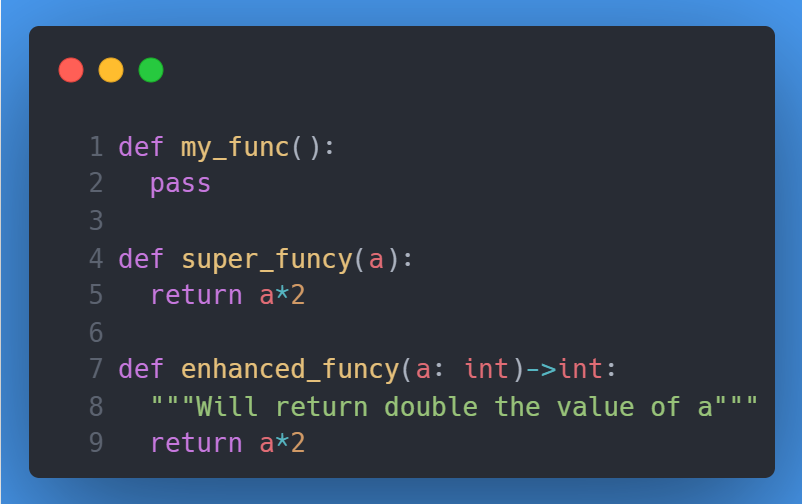 1 def my_func():
2   pass
3
4 def super_funcy(a):
5   return a*2
6
7 def enhanced_funcy(a: int)->int:
8   """Will return double the value of a"""
9   return a*2